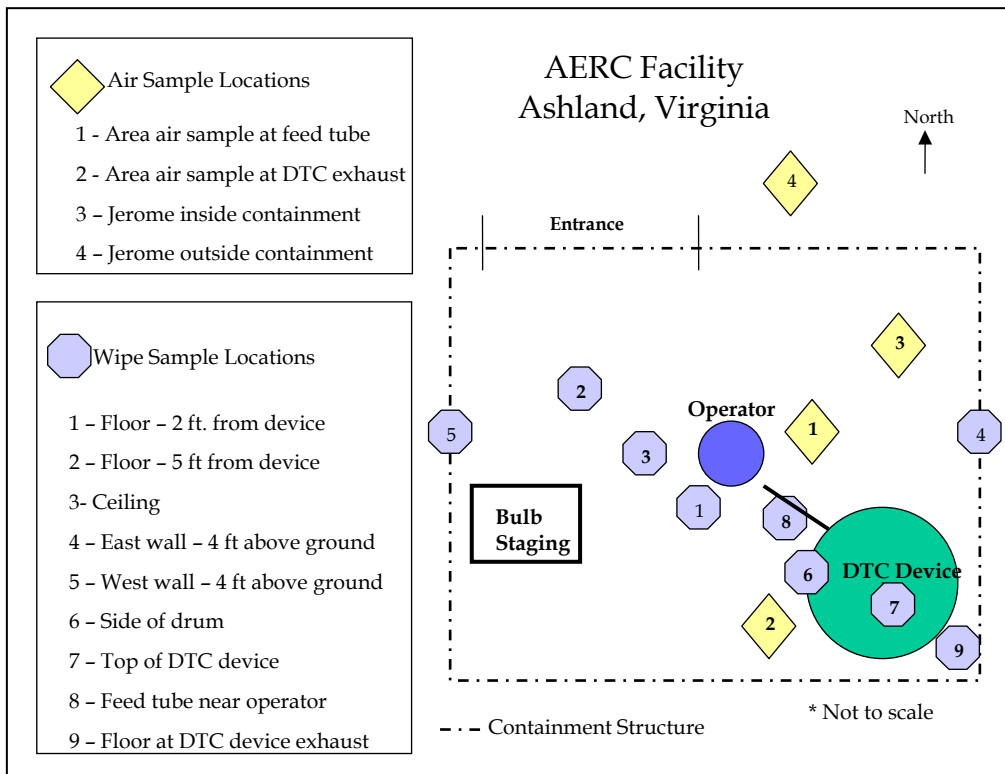 Air Sample Locations
1 - Area air sample at feed tube
2 - Area air sample at DTC exhaust
3 – Jerome inside containment
4 – Jerome outside containment
Wipe Sample Locations
1 – Floor – 2 ft. from device
2 – Floor – 5 ft from device
3- Ceiling
4 – East wall – 4 ft above ground
5 – West wall – 4 ft above ground
6 – Side of drum
7 – Top of DTC device
8 – Feed tube near operator
9 – Floor at DTC device exhaust
AERC Facility
Ashland, Virginia
North
4
Entrance
3
2
Operator
5
1
4
3
1
Bulb
Staging
8
6
DTC Device
7
2
9
* Not to scale
Containment Structure